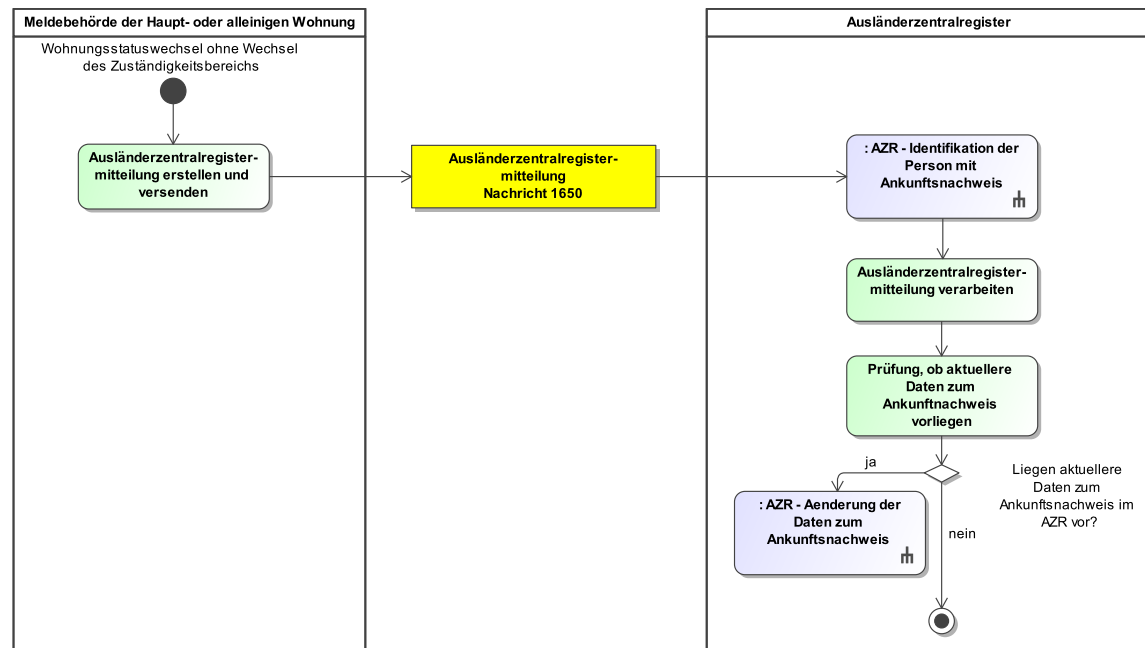 Meldebehörde der Haupt- oder alleinigen Wohnung
Wohnungsstatuswechsel ohne Wechsel
des Zuständigkeitsbereichs
Ausländerzentralregister-
mitteilung erstellen und
versenden
Ausländerzentralregister-
mitteilung
Nachricht 1650
Ausländerzentralregister
: AZR - Identifikation der
Person mit
Ankunftsnachweis
Ausländerzentralregister-
mitteilung verarbeiten
Prüfung, ob aktuellere
Daten zum
Ankunftnachweis
vorliegen
ja
Liegen aktuellere
Daten zum
Ankunftsnachweis im
AZR vor?
: AZR - Aenderung der
Daten zum
Ankunftsnachweis
nein